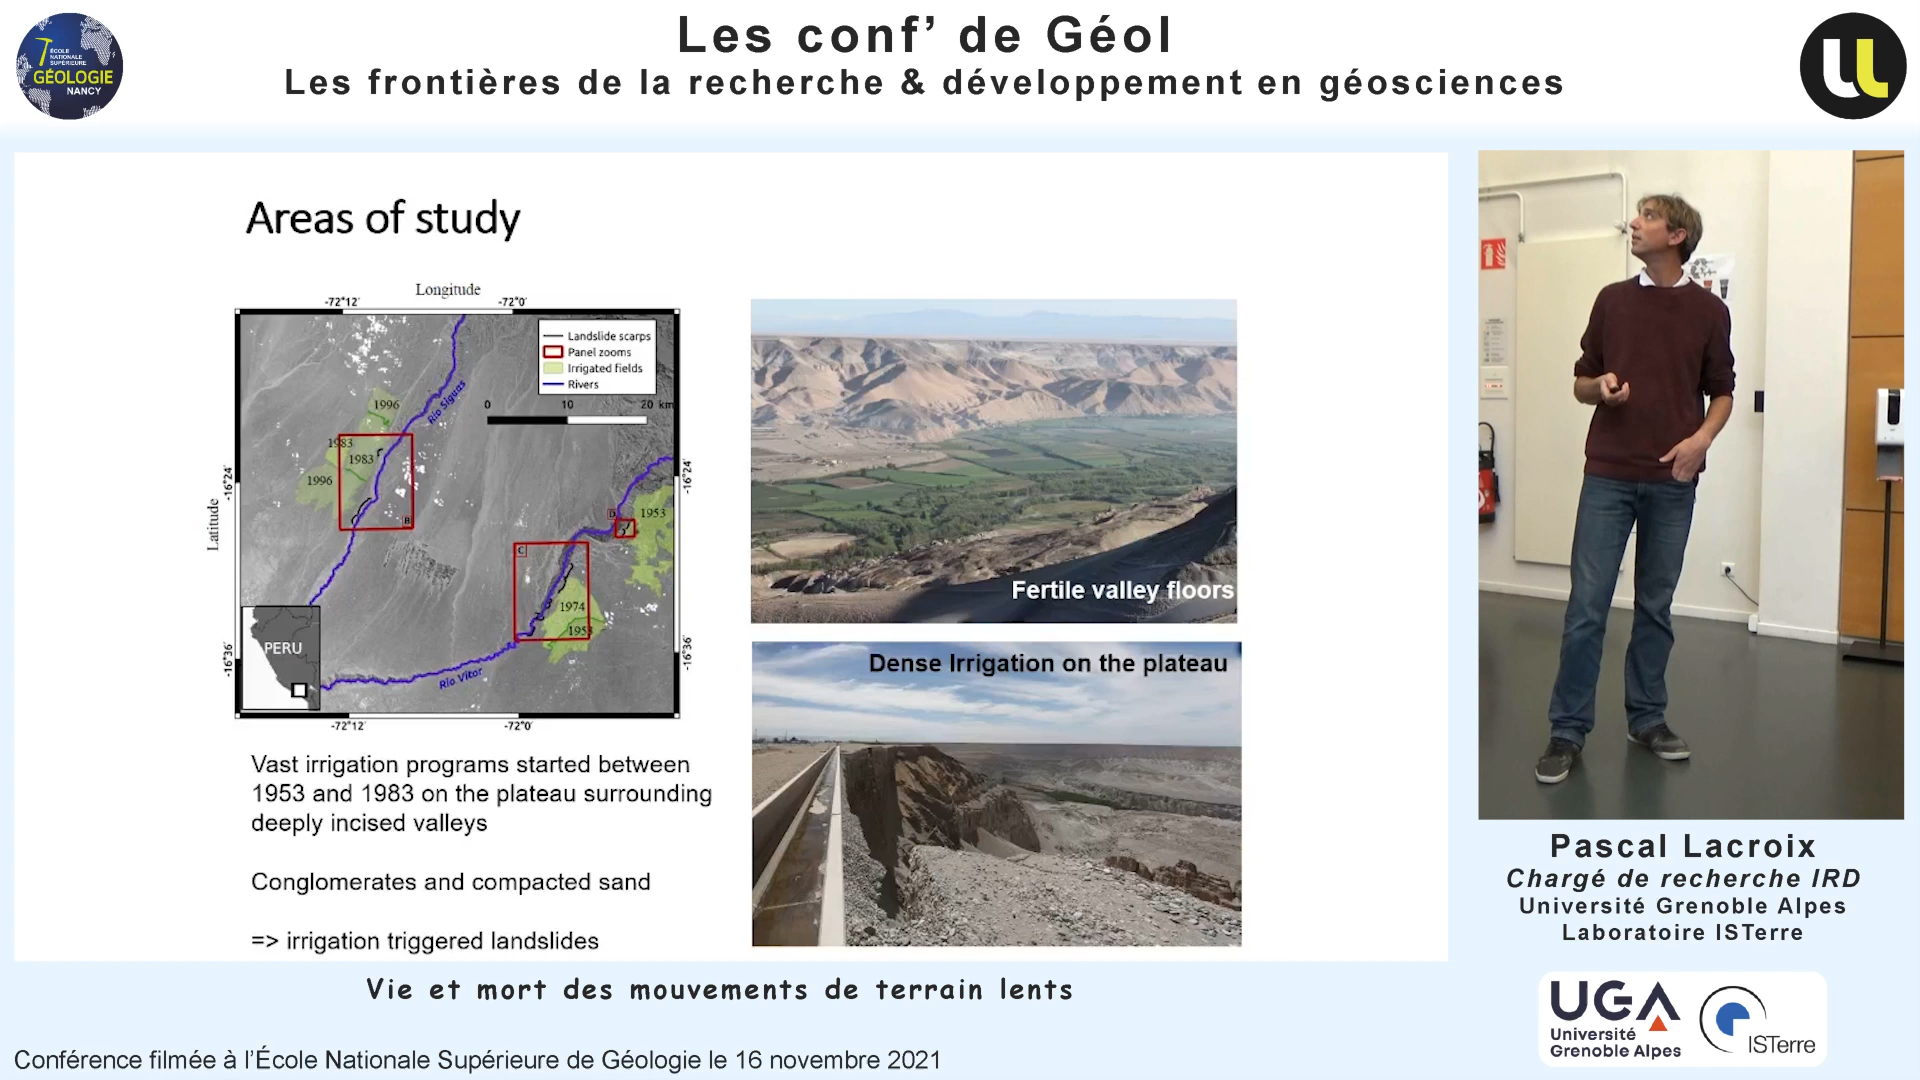 Les conf’ de Géol
Les frontières de la recherche & développement en géosciences
ÉCOLE
NATIONALE
SUPÉRIEURE
GÉOLOGIE
NANCY
Areas of study
Longitude
-72°12'
-72°0'
Landslide scarps
Panel zooms
Irrigated fields
Rivers
0
10
20 km
Rio Siguas
1996
1983
1983
1996
B
-16°24'
-16°24'
Latitude
D
1953
C
1974
1953
PERU
-16°36'
-16°36'
Rio Vitor
-72°12'
-72°0'
Fertile valley floors
Dense Irrigation on the plateau
Vast irrigation programs started between
1953 and 1983 on the plateau surrounding
deeply incised valleys
Conglomerates and compacted sand
=> irrigation triggered landslides
Pascal Lacroix
Chargé de recherche IRD
Université Grenoble Alpes
Laboratoire ISTerre
Vie et mort des mouvements de terrain lents
UGA
Université
Grenoble Alpes
ISTerre
Conférence filmée à l’École Nationale Supérieure de Géologie le 16 novembre 2021